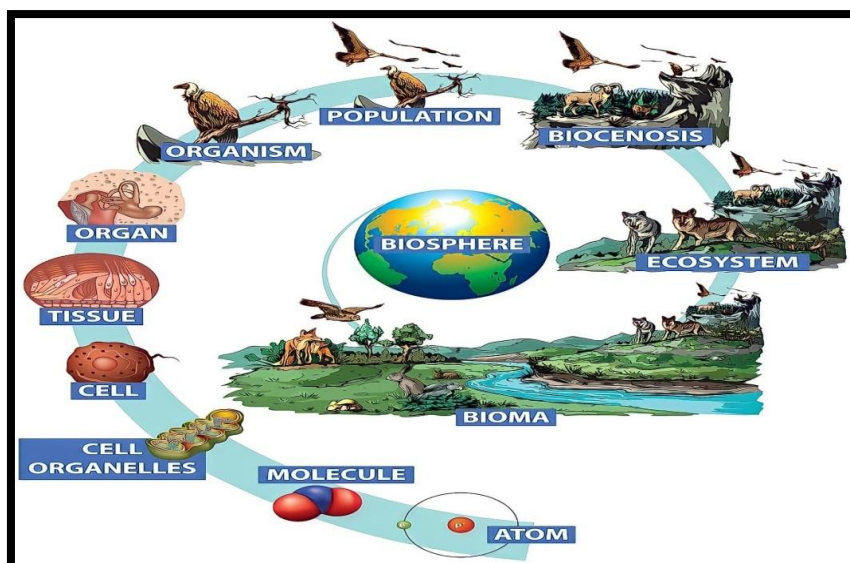 POPULATION
ORGANISM
BIOCENOSIS
ORGAN
BIOSPHERE
ECOSYSTEM
TISSUE
CELL
BIOMA
CELL
ORGANELLES
MOLECULE
ATOM